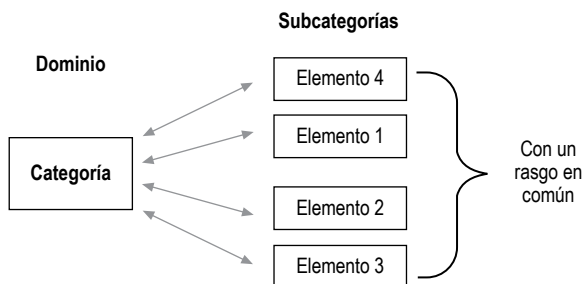 Subcategorías
Dominio
Elemento 4
Elemento 1
Categoría
Elemento 2
Elemento 3
Con un
rasgo en
común